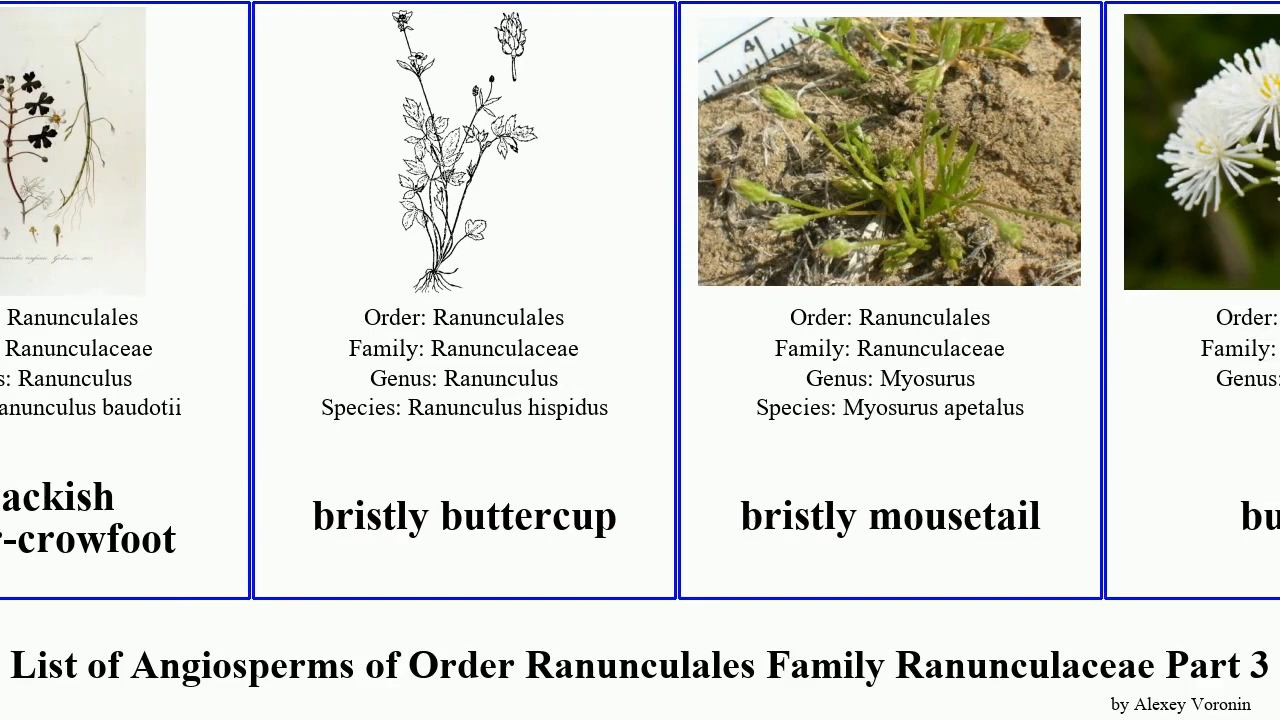 Ranunculales
Ranunculaceae
s: Ranunculus
anunculus baudotii
ackish
-crowfoot
4
Order: Ranunculales
Family: Ranunculaceae
Genus: Ranunculus
Species: Ranunculus hispidus
bristly buttercup
Order: Ranunculales
Family: Ranunculaceae
Genus: Myosurus
Species: Myosurus apetalus
bristly mousetail
Order:
Family:
Genus:
bu
List of Angiosperms of Order Ranunculales Family Ranunculaceae Part 3
by Alexey Voronin